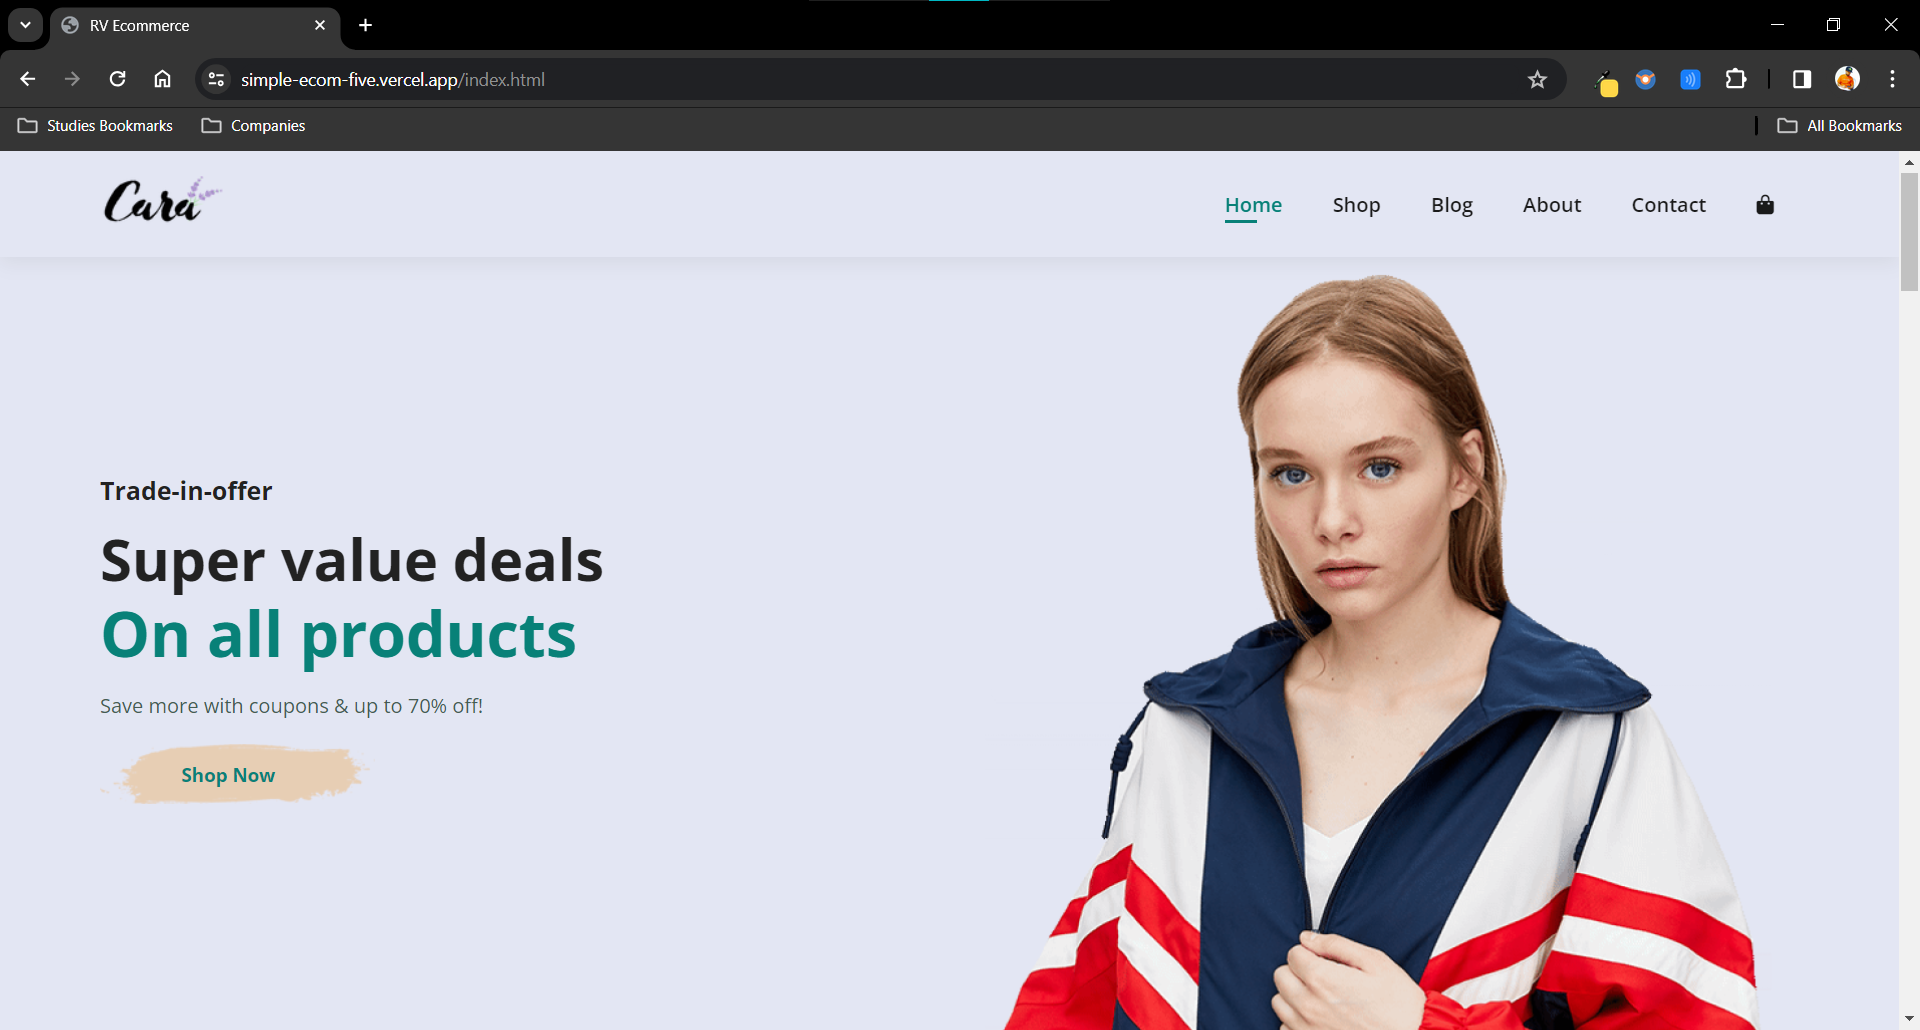 RV Ecommerce
simple-ecom-five.vercel.app/index.html
Studies Bookmarks
Companies
All Bookmarks
Cara
Home
Shop
Blog
About
Contact
Trade-in-offer
Super value deals
On all products
Save more with coupons & up to 70% off!
Shop Now